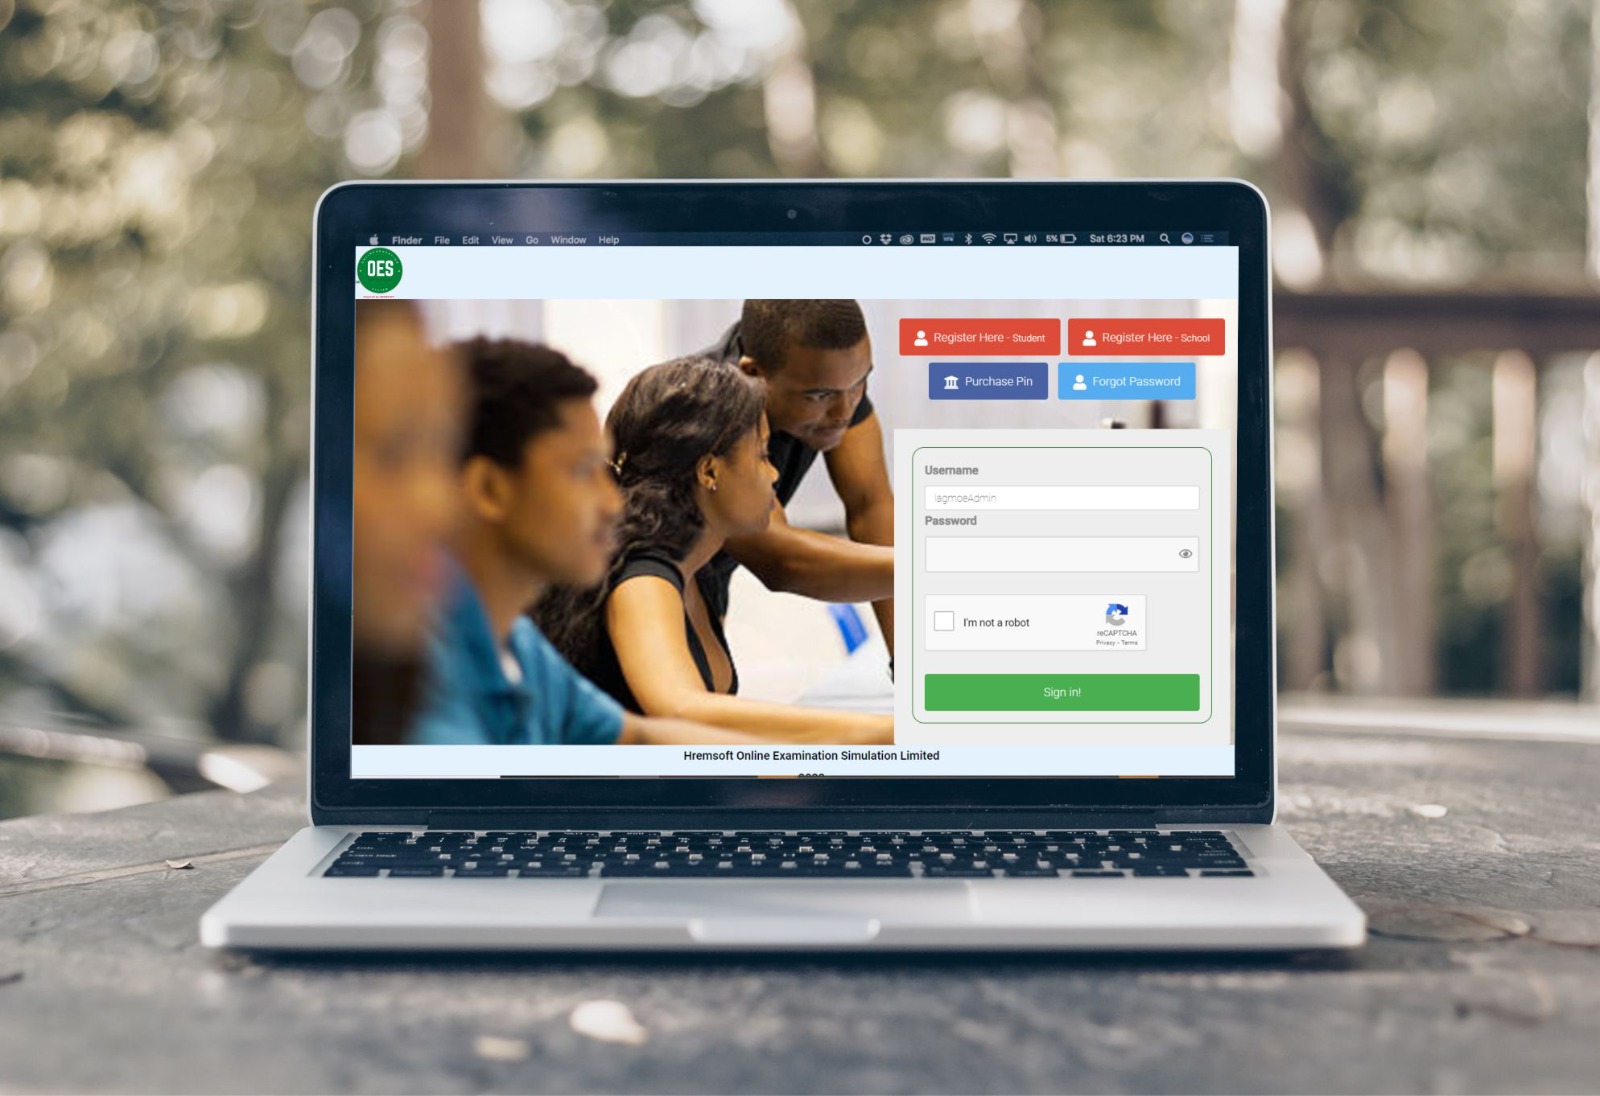 Finder File Edit View Go Window Help 5% Sat 6:23 PM
OES
Register Here - Student Register Here - School
Purchase Pin Forgot Password
Username
lagmoeAdmin
Password
I'm not a robot
reCAPTCHA
Privacy - Terms
Sign in!
Hremsoft Online Examination Simulation Limited